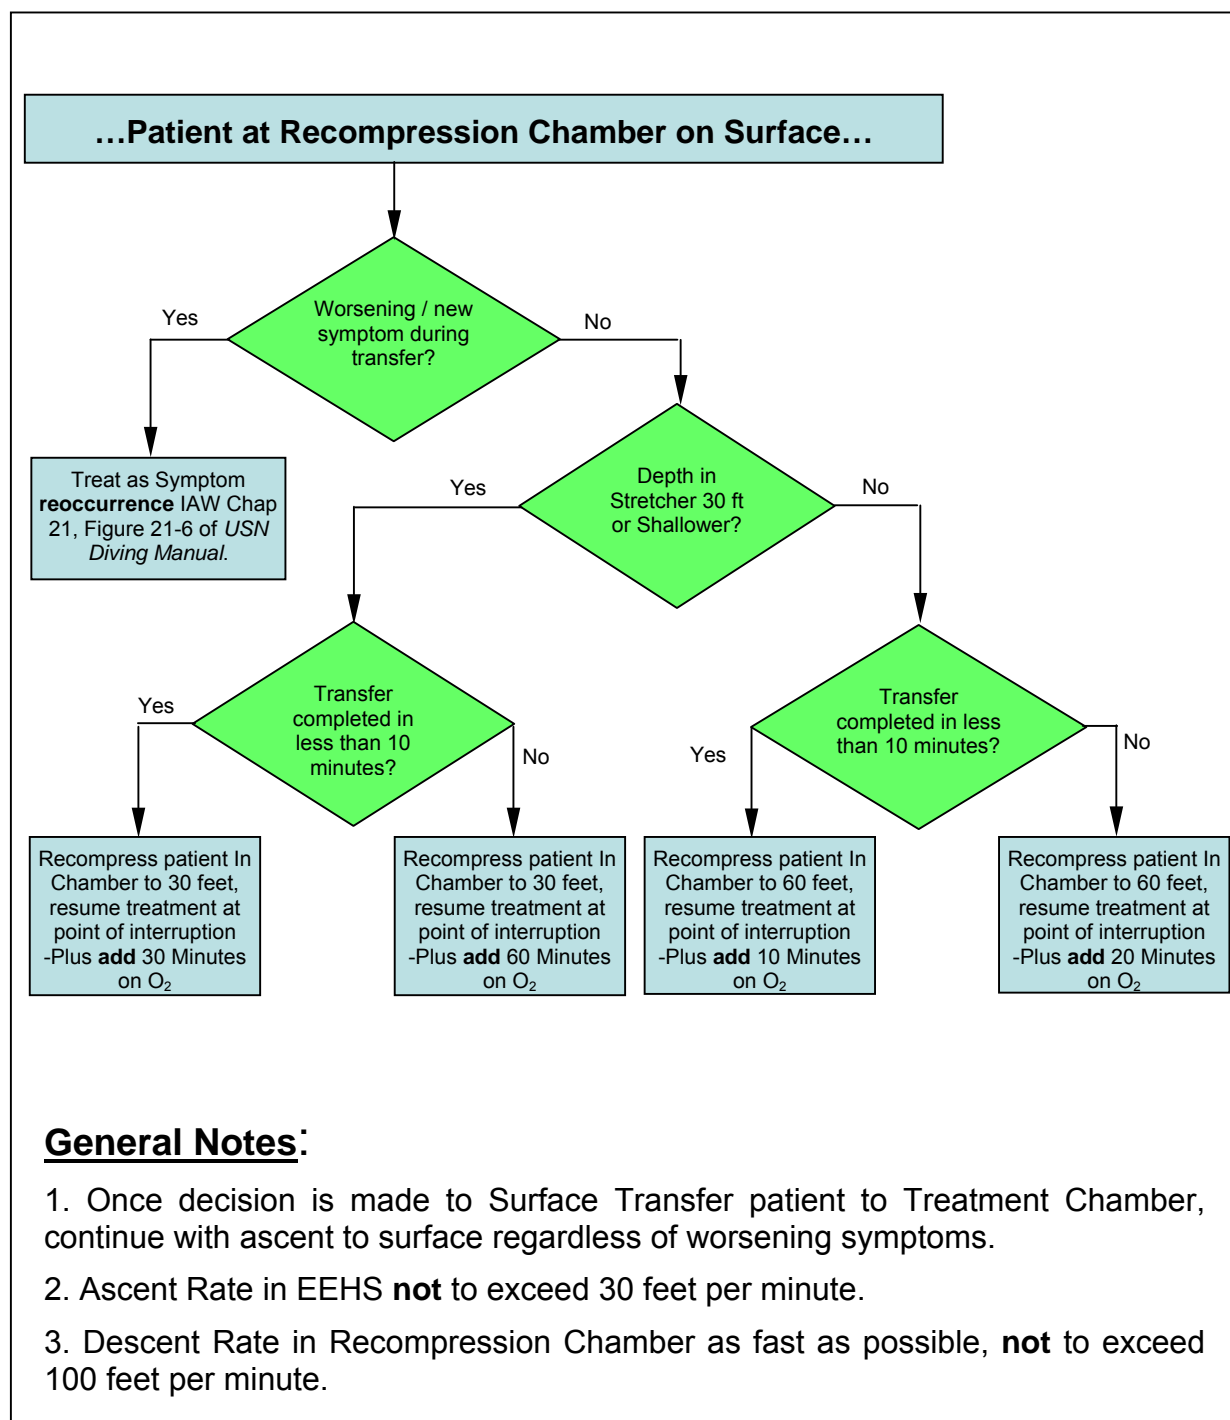 …Patient at Recompression Chamber on Surface…
Worsening / new
symptom during
transfer?
Yes
No
Treat as Symptom
reoccurrence IAW Chap
21, Figure 21-6 of USN
Diving Manual.
Depth in
Stretcher 30 ft
or Shallower?
Yes
No
Transfer
completed in
less than 10
minutes?
Yes
No
Transfer
completed in less
than 10 minutes?
Yes
No
Recompress patient In
Chamber to 30 feet,
resume treatment at
point of interruption
-Plus add 30 Minutes
on O₂
Recompress patient In
Chamber to 30 feet,
resume treatment at
point of interruption
-Plus add 60 Minutes
on O₂
Recompress patient In
Chamber to 60 feet,
resume treatment at
point of interruption
-Plus add 10 Minutes
on O₂
Recompress patient In
Chamber to 60 feet,
resume treatment at
point of interruption
-Plus add 20 Minutes
on O₂
General Notes:
1. Once decision is made to Surface Transfer patient to Treatment Chamber,
continue with ascent to surface regardless of worsening symptoms.
2. Ascent Rate in EEHS not to exceed 30 feet per minute.
3. Descent Rate in Recompression Chamber as fast as possible, not to exceed
100 feet per minute.